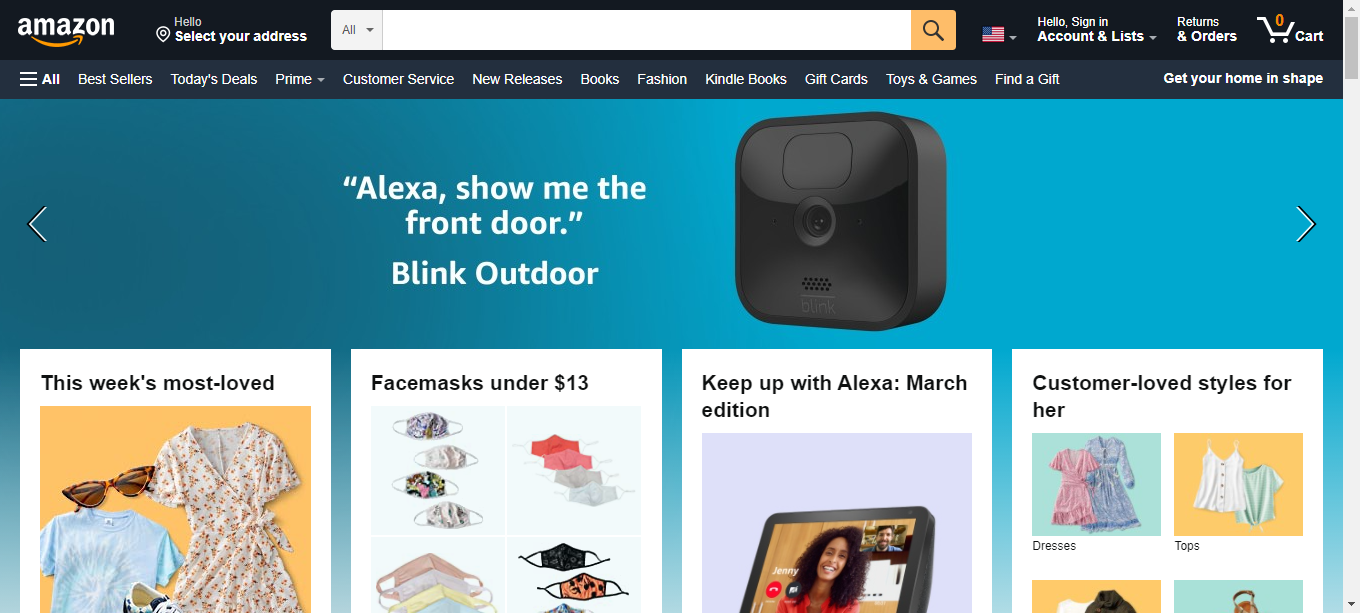 amazon
Hello
Select your address
All
Hello, Sign in
Account & Lists
Returns
& Orders
0
Cart
All
Best Sellers
Today's Deals
Prime
Customer Service
New Releases
Books
Fashion
Kindle Books
Gift Cards
Toys & Games
Find a Gift
Get your home in shape
“Alexa, show me the
front door.”
Blink Outdoor
blink
This week's most-loved
Facemasks under $13
Keep up with Alexa: March
edition
Jenny
Customer-loved styles for
her
Dresses
Tops